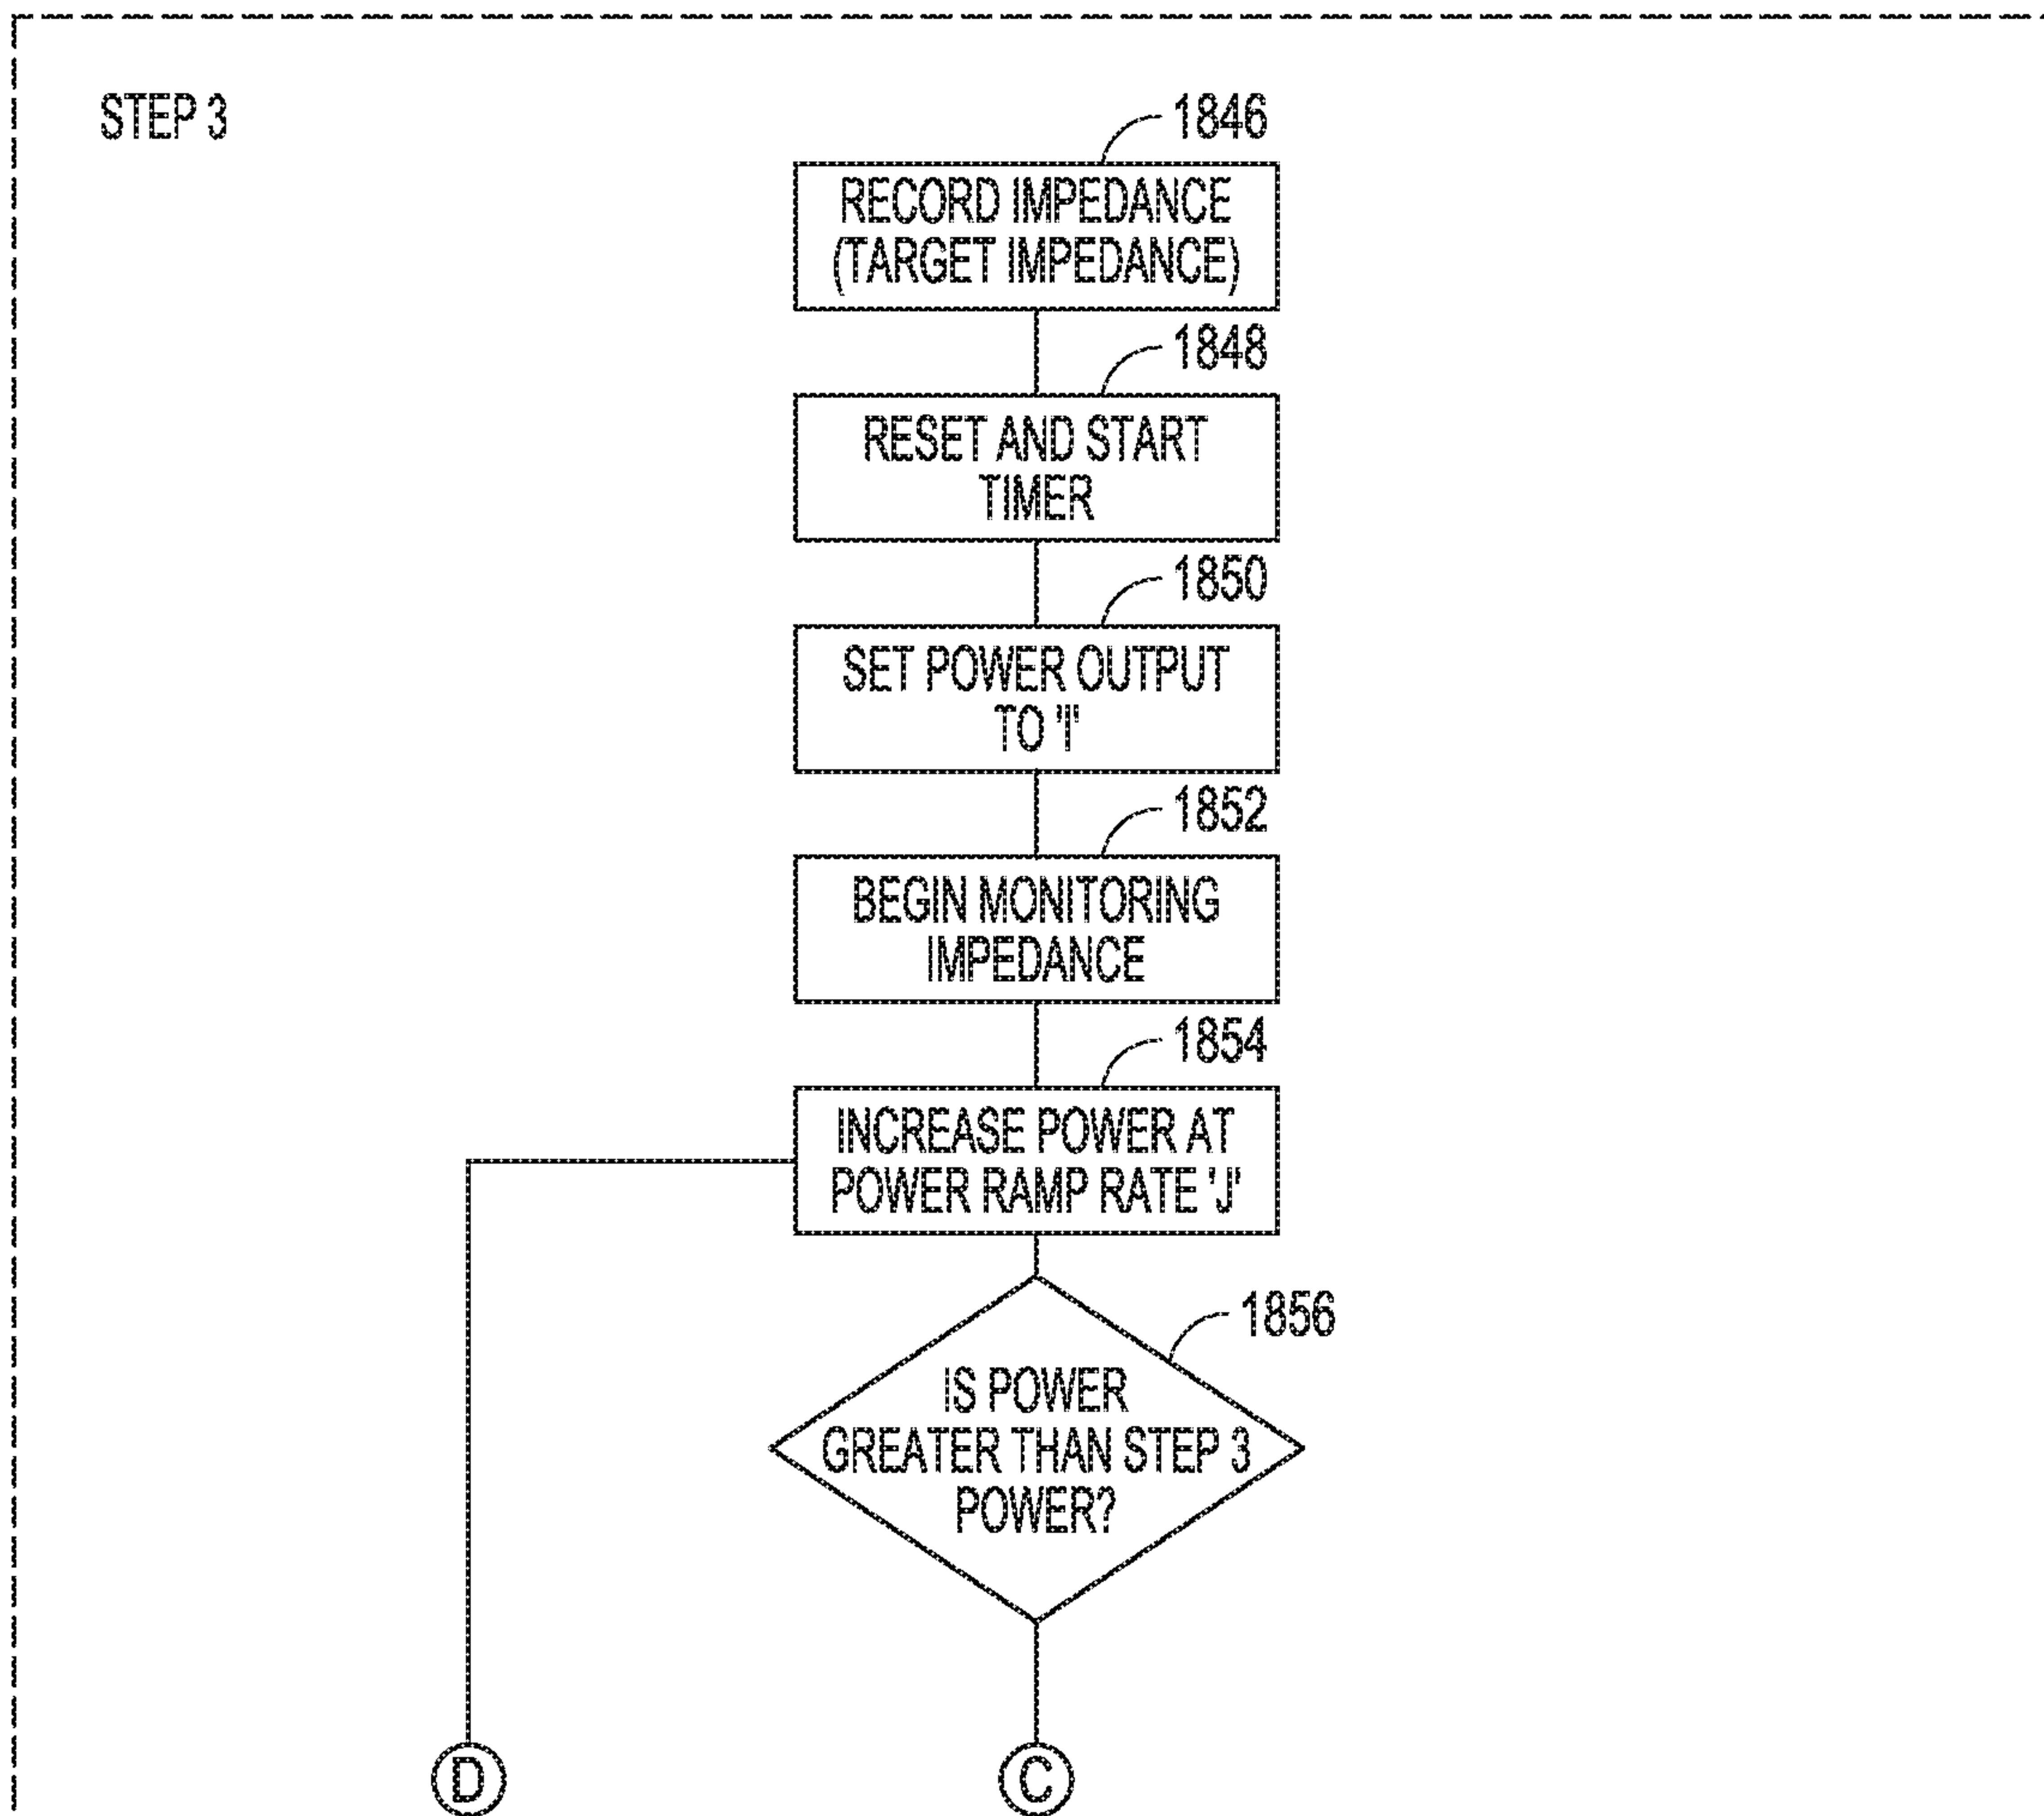 STEP 3
1846
RECORD IMPEDANCE
(TARGET IMPEDANCE)
1848
RESET AND START
TIMER
1850
SET POWER OUTPUT
TO 'I'
1852
BEGIN MONITORING
IMPEDANCE
1854
INCREASE POWER AT
POWER RAMP RATE 'J'
1856
IS POWER
GREATER THAN STEP 3
POWER?
D
C